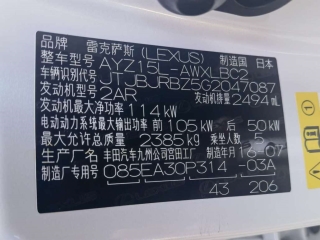 品牌 雷克萨斯 (LEXUS) 制造国 日本
整车型号 AYZ15L-AWXLBC2
车辆识别代号 JTJBJRBZ5G2047087
发动机型号 2AR 发动机排量 2494 mL
发动机最大净功率 114 kW
电动动力系统最大输出功率 前 105 kW 后 50 kW
最大允许总质量 2385 kg 乘坐人数 5
生产厂名 丰田汽车九州公司宫田工厂 制造年月 16-07
制造厂专用号 085EA30P314 03A
43 206